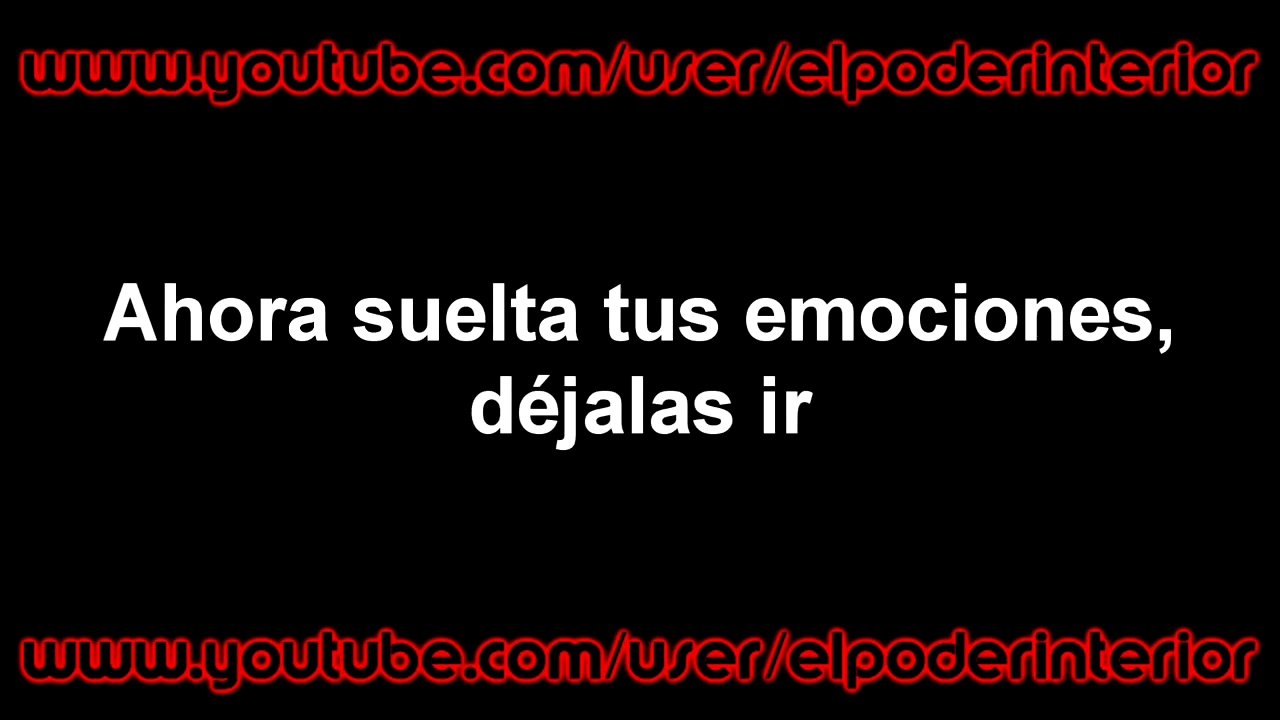 www.youtube.com/user/elpoderinterior
Ahora suelta tus emociones,
déjalas ir
www.youtube.com/user/elpoderinterior